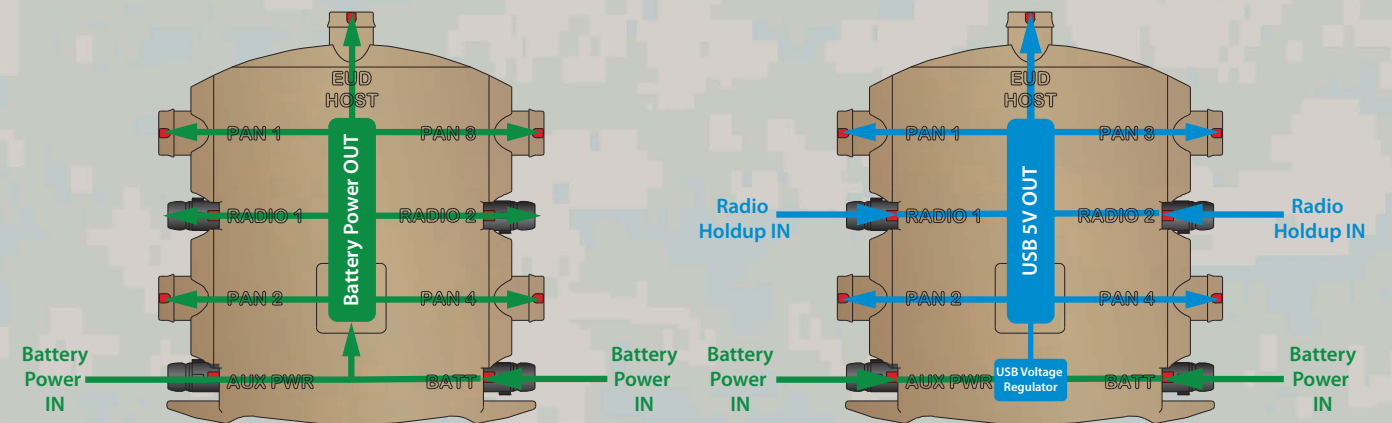 EUD
HOST
PAN 1
PAN 3
Battery Power OUT
RADIO 1
RADIO 2
PAN 2
PAN 4
Battery
Power
IN
AUX PWR
BATT
Battery
Power
IN
EUD
HOST
PAN 1
PAN 3
USB 5V OUT
Radio
Holdup IN
RADIO 1
RADIO 2
Radio
Holdup IN
PAN 2
PAN 4
Battery
Power
IN
AUX PWR
USB Voltage
Regulator
BATT
Battery
Power
IN